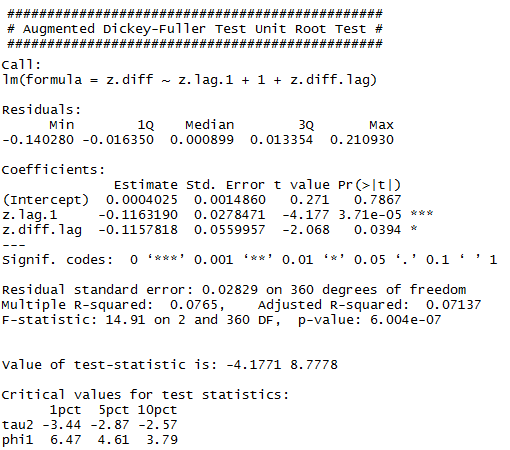 ###############################################
# Augmented Dickey-Fuller Test Unit Root Test #
###############################################
Call:
lm(formula = z.diff ~ z.lag.1 + 1 + z.diff.lag)
Residuals:
      Min        1Q    Median        3Q       Max
-0.140280 -0.016350  0.000899  0.013354  0.210930
Coefficients:
              Estimate Std. Error t value Pr(>|t|)
(Intercept)  0.0004025  0.0014860   0.271   0.7867
z.lag.1     -0.1163190  0.0278471  -4.177 3.71e-05 ***
z.diff.lag  -0.1157818  0.0559957  -2.068   0.0394 *
---
Signif. codes:  0 ‘***’ 0.001 ‘**’ 0.01 ‘*’ 0.05 ‘.’ 0.1 ‘ ’ 1
Residual standard error: 0.02829 on 360 degrees of freedom
Multiple R-squared:  0.0765,    Adjusted R-squared:  0.07137
F-statistic: 14.91 on 2 and 360 DF,  p-value: 6.004e-07
Value of test-statistic is: -4.1771 8.7778
Critical values for test statistics:
      1pct  5pct 10pct
tau2 -3.44 -2.87 -2.57
phi1  6.47  4.61  3.79